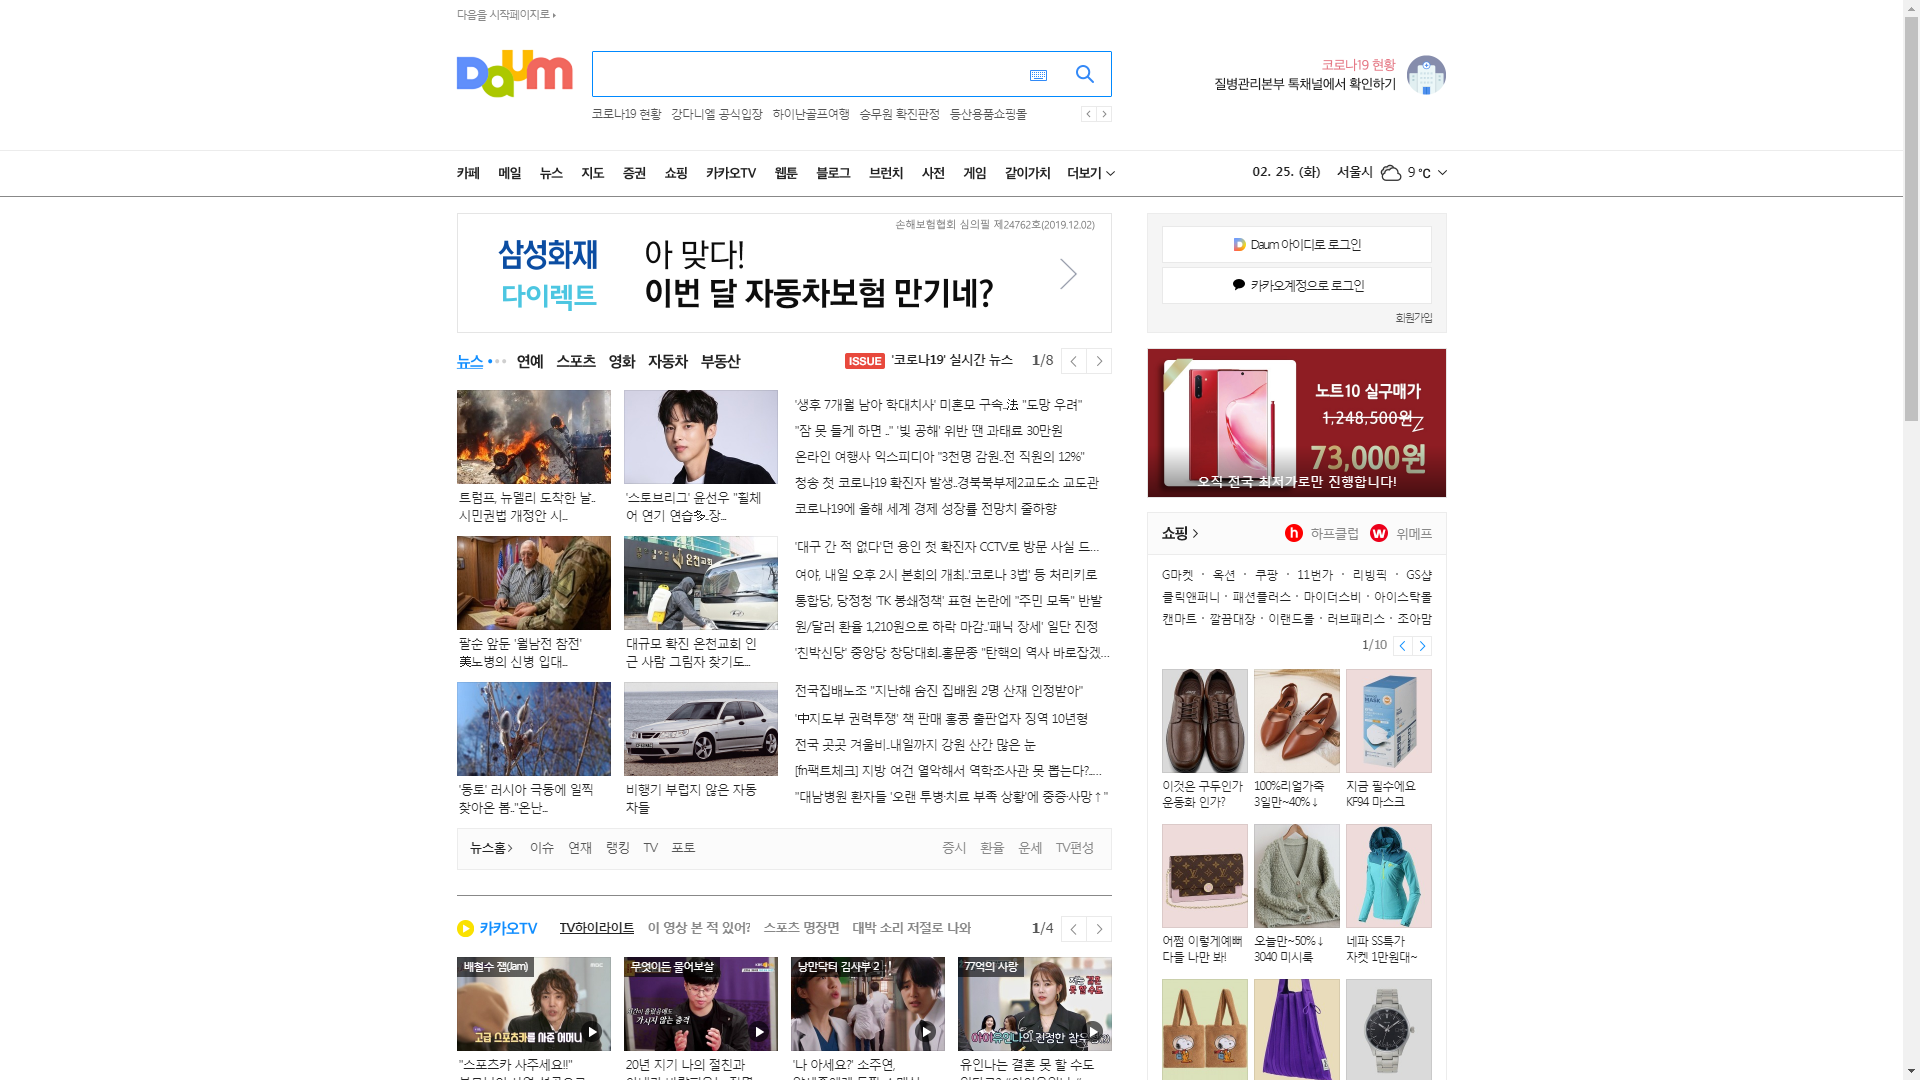 다음을 시작페이지로
Daum
코로나19 현황
질병관리본부 톡채널에서 확인하기
코로나19 현황 강다니엘 공식입장 하이난골프여행 승무원 확진판정 등산용품쇼핑몰
카페 메일 뉴스 지도 증권 쇼핑 카카오TV 웹툰 블로그 브런치 사전 게임 같이가치 더보기
02. 25. (화) 서울시 9 ℃
손해보험협회 심의필 제24762호(2019.12.02)
삼성화재
다이렉트
아 맞다!
이번 달 자동차보험 만기네?
Daum 아이디로 로그인
카카오계정으로 로그인
회원가입
뉴스 연예 스포츠 영화 자동차 부동산
ISSUE '코로나19' 실시간 뉴스 1/8
트럼프, 뉴델리 도착한 날..
시민권법 개정안 시...
'스토브리그' 윤선우 "휠체
어 연기 연습多..장...
팔순 앞둔 '월남전 참전'
美노병의 신병 입대...
대규모 확진 온천교회 인
근 사람 그림자 찾기도...
'동토' 러시아 극동에 일찍
찾아온 봄.."온난...
비행기 부럽지 않은 자동
차들
'생후 7개월 남아 학대치사' 미혼모 구속..法 "도망 우려"
"잠 못 들게 하면 .." '빛 공해' 위반 땐 과태료 30만원
온라인 여행사 익스피디아 "3천명 감원..전 직원의 12%"
청송 첫 코로나19 확진자 발생..경북북부제2교도소 교도관
코로나19에 올해 세계 경제 성장률 전망치 줄하향
'대구 간 적 없다'던 용인 첫 확진자 CCTV로 방문 사실 드...
여야, 내일 오후 2시 본회의 개최..'코로나 3법' 등 처리키로
통합당, 당정청 'TK 봉쇄정책' 표현 논란에 "주민 모독" 반발
원/달러 환율 1,210원으로 하락 마감..'패닉 장세' 일단 진정
'친박신당' 중앙당 창당대회..홍문종 "탄핵의 역사 바로잡겠...
전국집배노조 "지난해 숨진 집배원 2명 산재 인정받아"
'中지도부 권력투쟁' 책 판매 홍콩 출판업자 징역 10년형
전국 곳곳 겨울비..내일까지 강원 산간 많은 눈
[fn팩트체크] 지방 여건 열악해서 역학조사관 못 뽑는다?.....
"대남병원 환자들 '오랜 투병·치료 부족 상황'에 중증·사망↑"
뉴스홈 이슈 연재 랭킹 TV 포토
증시 환율 운세 TV편성
노트10 실구매가
1,248,500원
73,000원
오직 전국 최저가로만 진행합니다!
쇼핑
h 하프클럽 w 위메프
G마켓 · 옥션 · 쿠팡 · 11번가 · 리빙픽 · GS샵
클릭앤퍼니 · 패션플러스 · 마이더스비 · 아이스탁몰
캔마트 · 깔끔대장 · 이랜드몰 · 러브패리스 · 조아맘
1/10
이것은 구두인가
운동화 인가?
100%리얼가죽
3일만~40%↓
지금 필수에요
KF94 마스크
어쩜 이렇게예뻐
다들 나만 봐!
오늘만~50%↓
3040 미시룩
네파 SS특가
자켓 1만원대~
카카오TV TV하이라이트 이 영상 본 적 있어? 스포츠 명장면 대박 소리 저절로 나와 1/4
배철수 잼(Jam)
고급 스포츠카를 사준 어머니
무엇이든 물어보살
가시지 않는 충격
낭만닥터 김사부 2
77억의 사랑
"스포츠카 사주세요!!"
20년 지기 나의 절친과
'나 아세요?' 소주연,
유인나는 결혼 못 할 수도